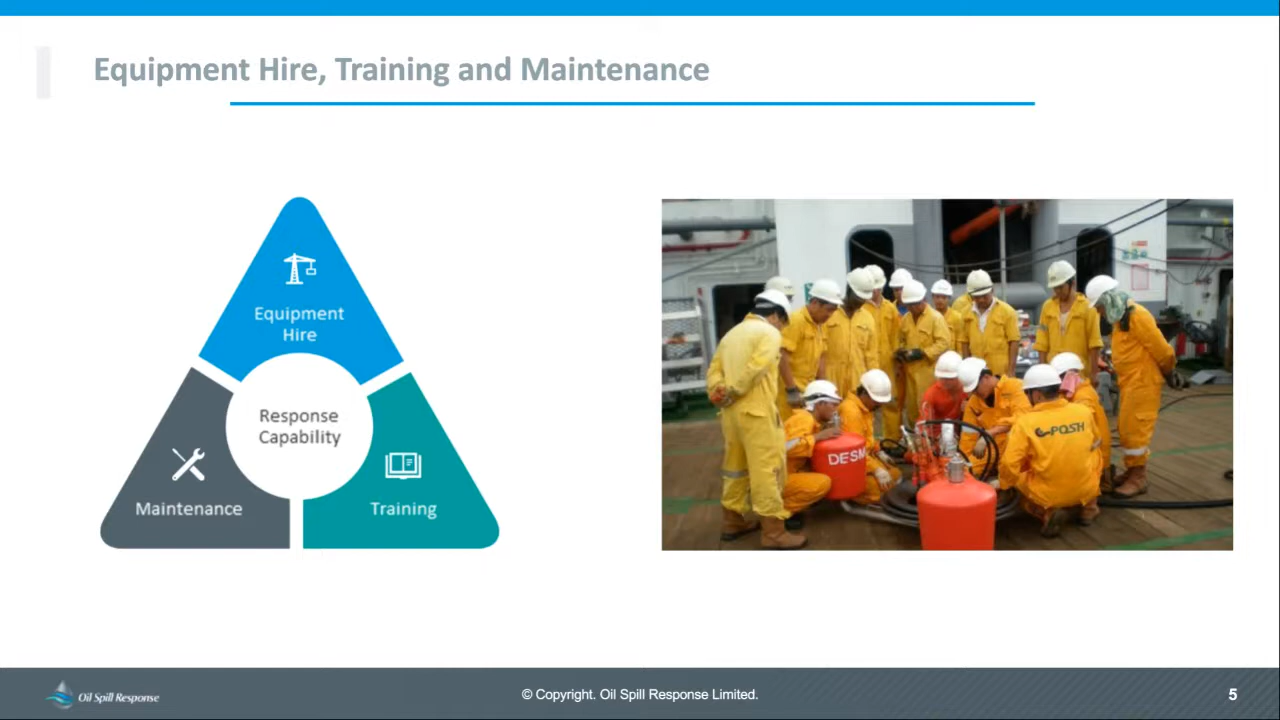 Equipment Hire, Training and Maintenance
Equipment
Hire
Response
Capability
Maintenance
Training
DESM
POSH
Oil Spill Response
© Copyright. Oil Spill Response Limited.
5